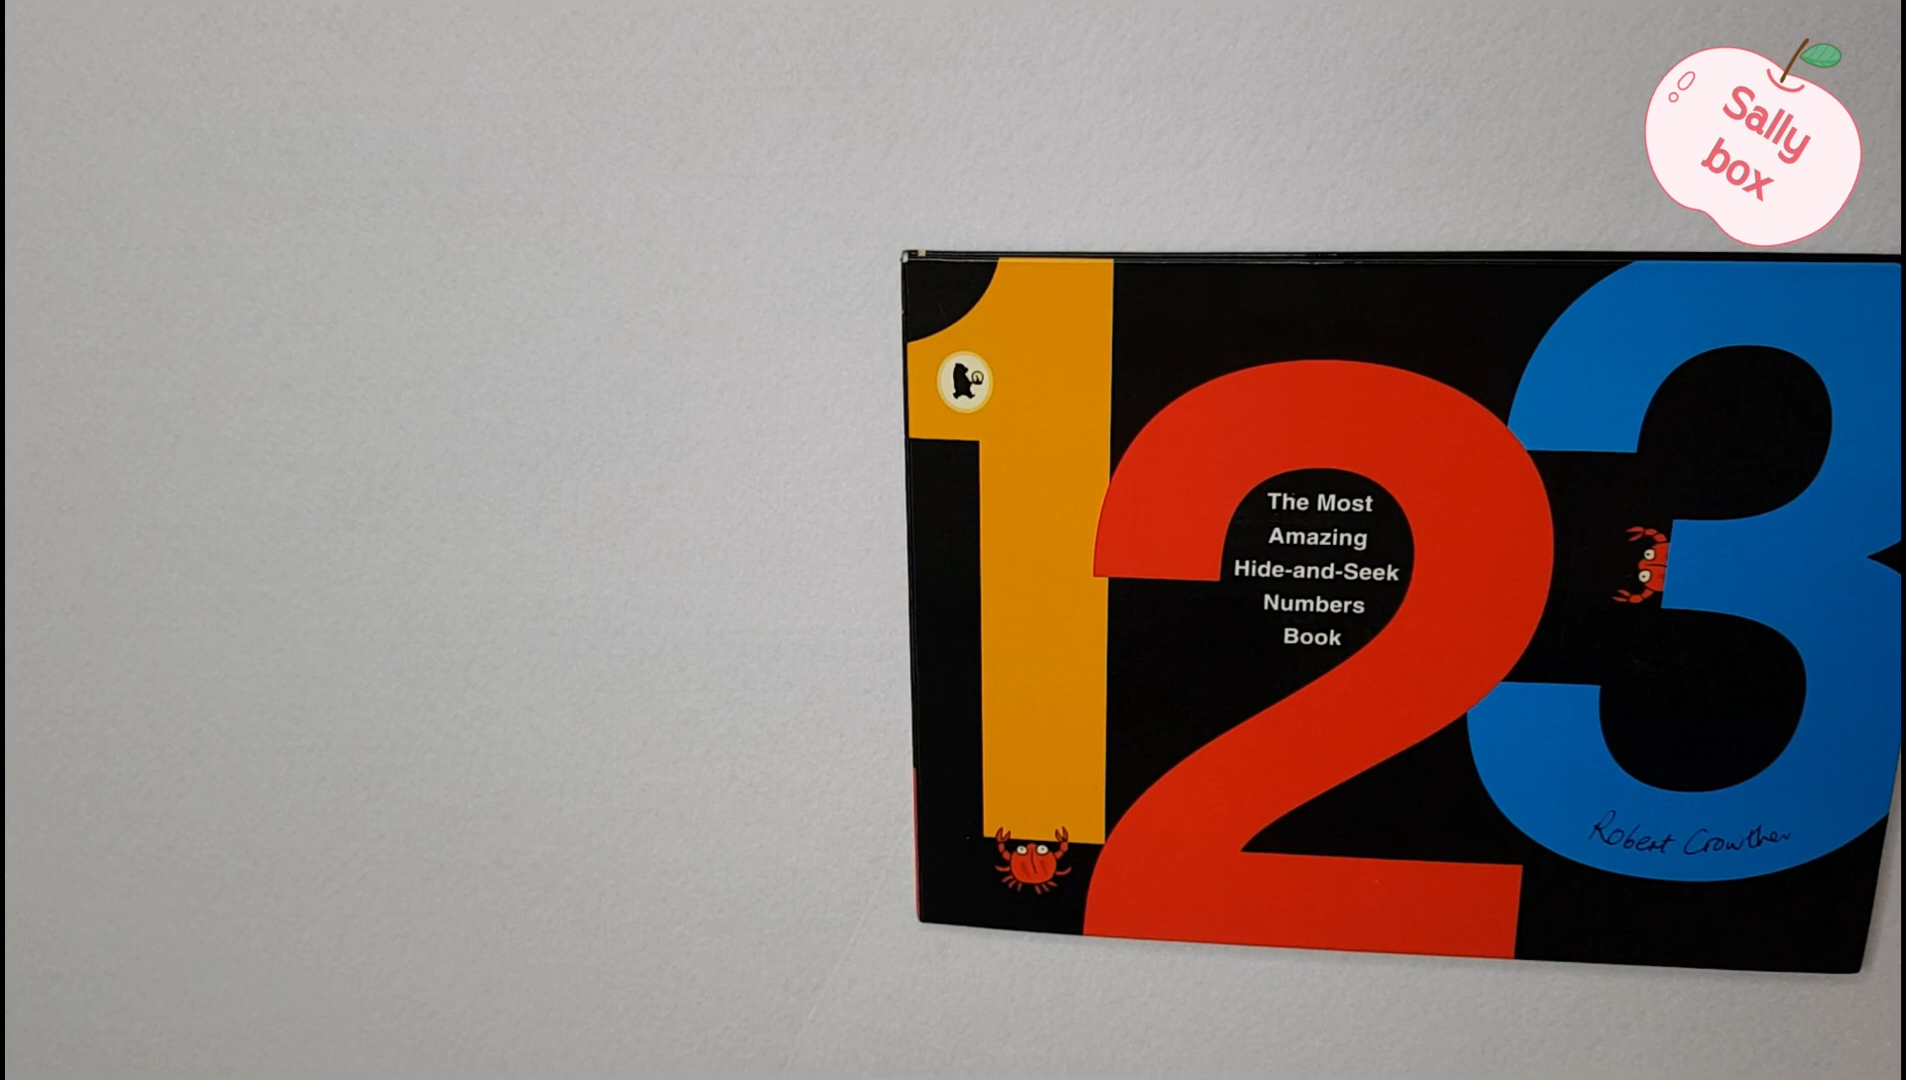 Sally
box
1 2 3
The Most
Amazing
Hide-and-Seek
Numbers
Book
Robert Crowther